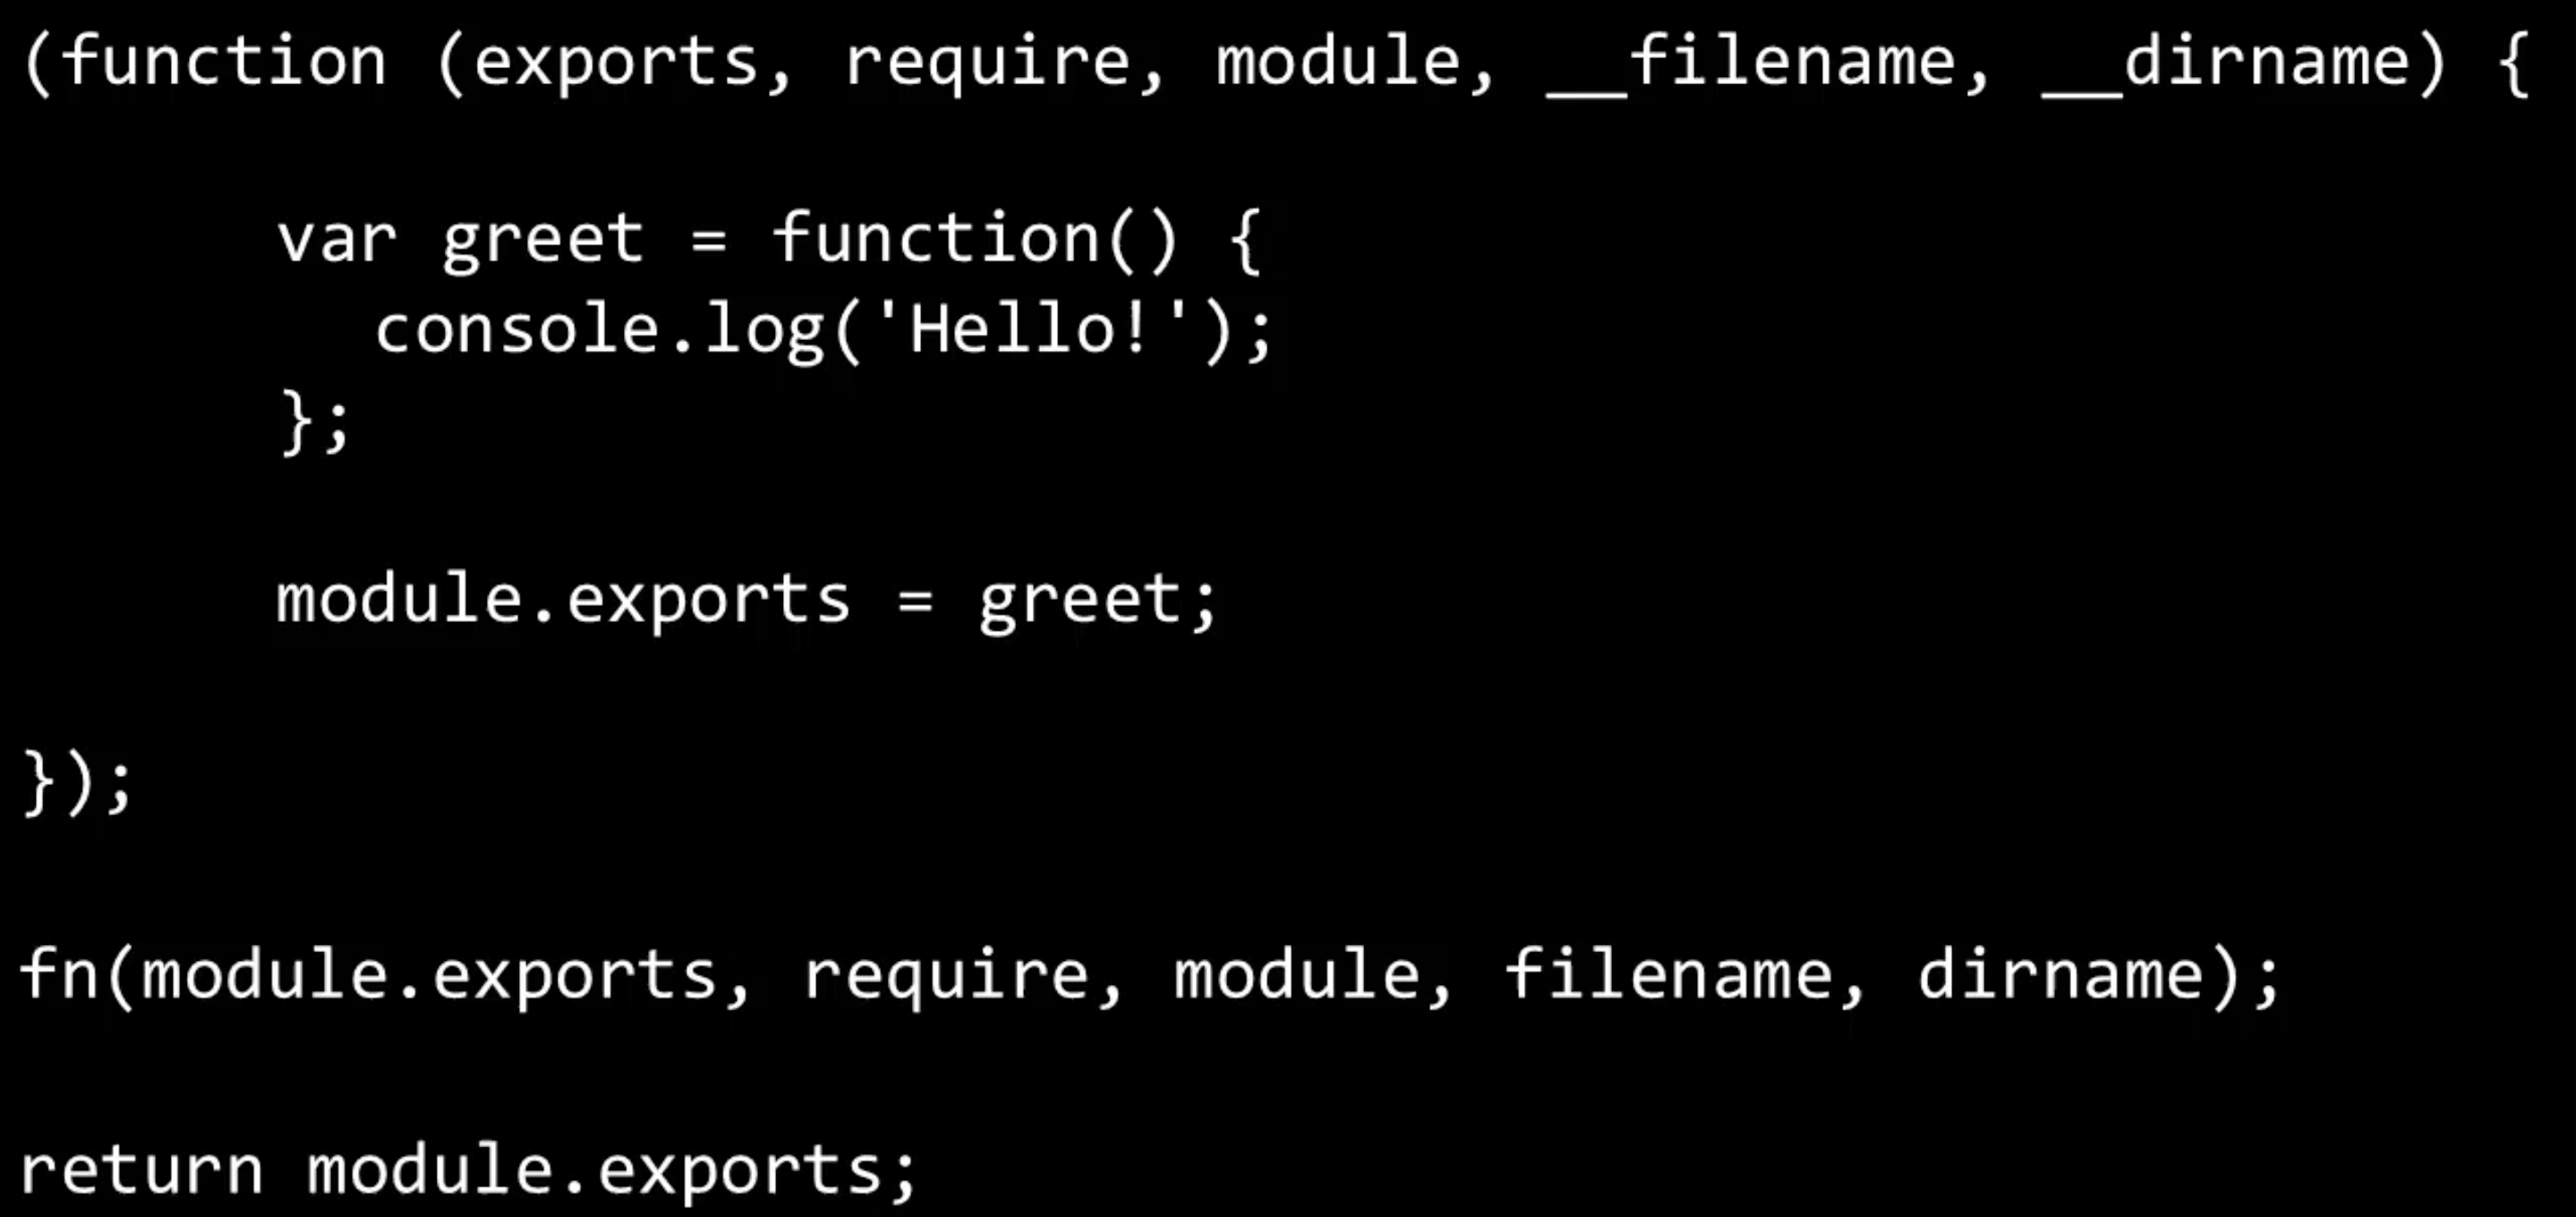 (function (exports, require, module, __filename, __dirname) {
var greet = function() {
console.log('Hello!');
};
module.exports = greet;
});
fn(module.exports, require, module, filename, dirname);
return module.exports;